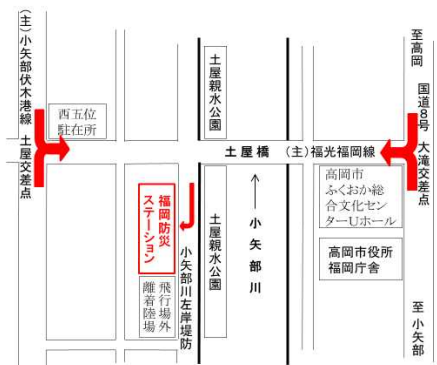 (主)小矢部伏木港線
土屋交差点
西五位
駐在所
土屋親水公園
至高岡
国道8号
大滝交差点
土屋橋
(主)福光福岡線
福岡防災
ステーション
飛行場外
離着陸場
小矢部川左岸堤防
土屋親水公園
↑
小矢部川
高岡市
ふくおか総
合文化セン
ターUホール
高岡市役所
福岡庁舎
至小矢部